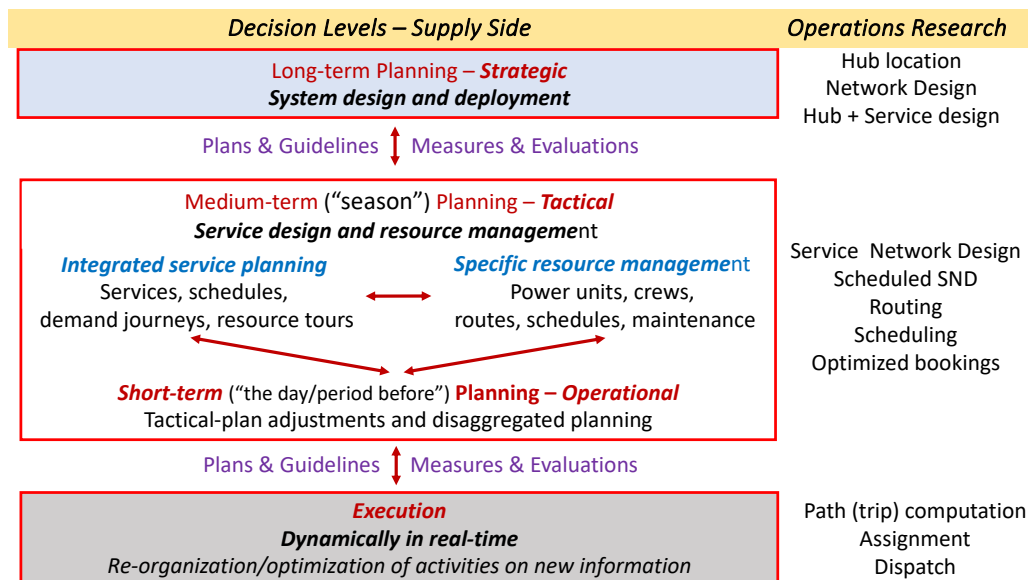 Decision Levels – Supply Side
Operations Research
Long-term Planning – Strategic
System design and deployment
Hub location
Network Design
Hub + Service design
Plans & Guidelines
Measures & Evaluations
Medium-term (“season”) Planning – Tactical
Service design and resource management
Integrated service planning
Services, schedules,
demand journeys, resource tours
Specific resource management
Power units, crews,
routes, schedules, maintenance
Short-term (“the day/period before”) Planning – Operational
Tactical-plan adjustments and disaggregated planning
Service Network Design
Scheduled SND
Routing
Scheduling
Optimized bookings
Plans & Guidelines
Measures & Evaluations
Execution
Dynamically in real-time
Re-organization/optimization of activities on new information
Path (trip) computation
Assignment
Dispatch